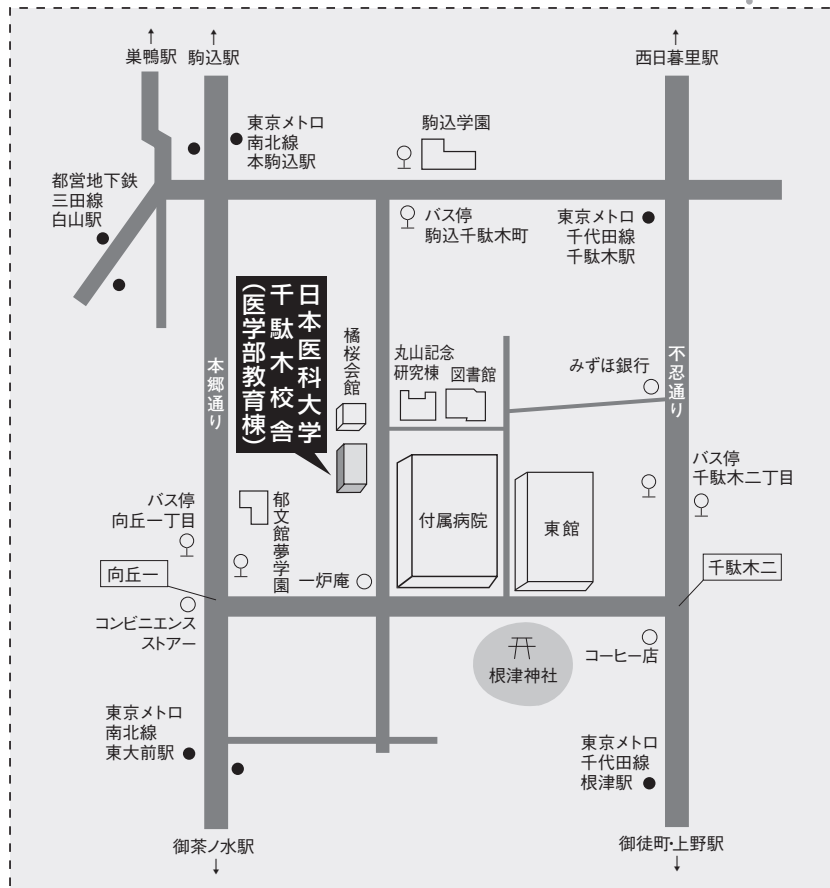 巣鴨駅
駒込駅
西日暮里駅
東京メトロ
南北線
本駒込駅
駒込学園
都営地下鉄
三田線
白山駅
バス停
駒込千駄木町
東京メトロ
千代田線
千駄木駅
日本医科大学
千駄木校舎
(医学部教育棟)
橘桜会館
丸山記念
研究棟
図書館
みずほ銀行
本郷通り
不忍通り
バス停
千駄木二丁目
バス停
向丘一丁目
郁文館夢学園
付属病院
東館
向丘一
一炉庵
千駄木二
コンビニエンス
ストアー
コーヒー店
根津神社
東京メトロ
南北線
東大前駅
東京メトロ
千代田線
根津駅
御茶ノ水駅
御徒町・上野駅